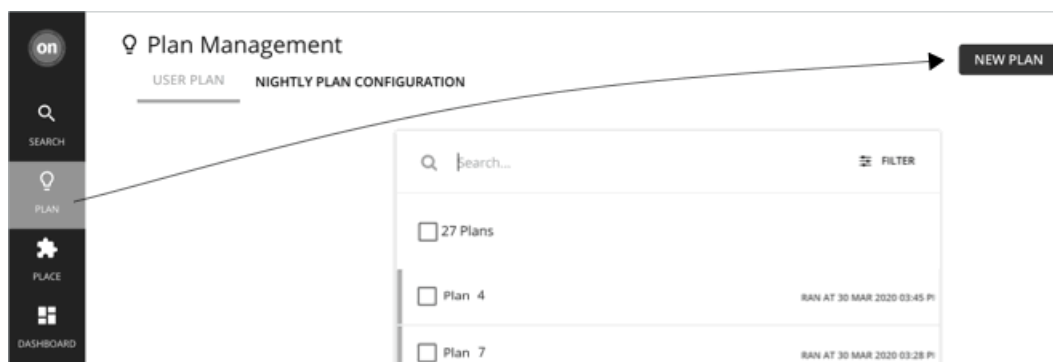 on
SEARCH
PLAN
PLACE
DASHBOARD
Plan Management
USER PLAN NIGHTLY PLAN CONFIGURATION
NEW PLAN
Search... FILTER
27 Plans
Plan 4 RAN AT 30 MAR 2020 03:45 P
Plan 7 RAN AT 30 MAR 2020 03:28 P